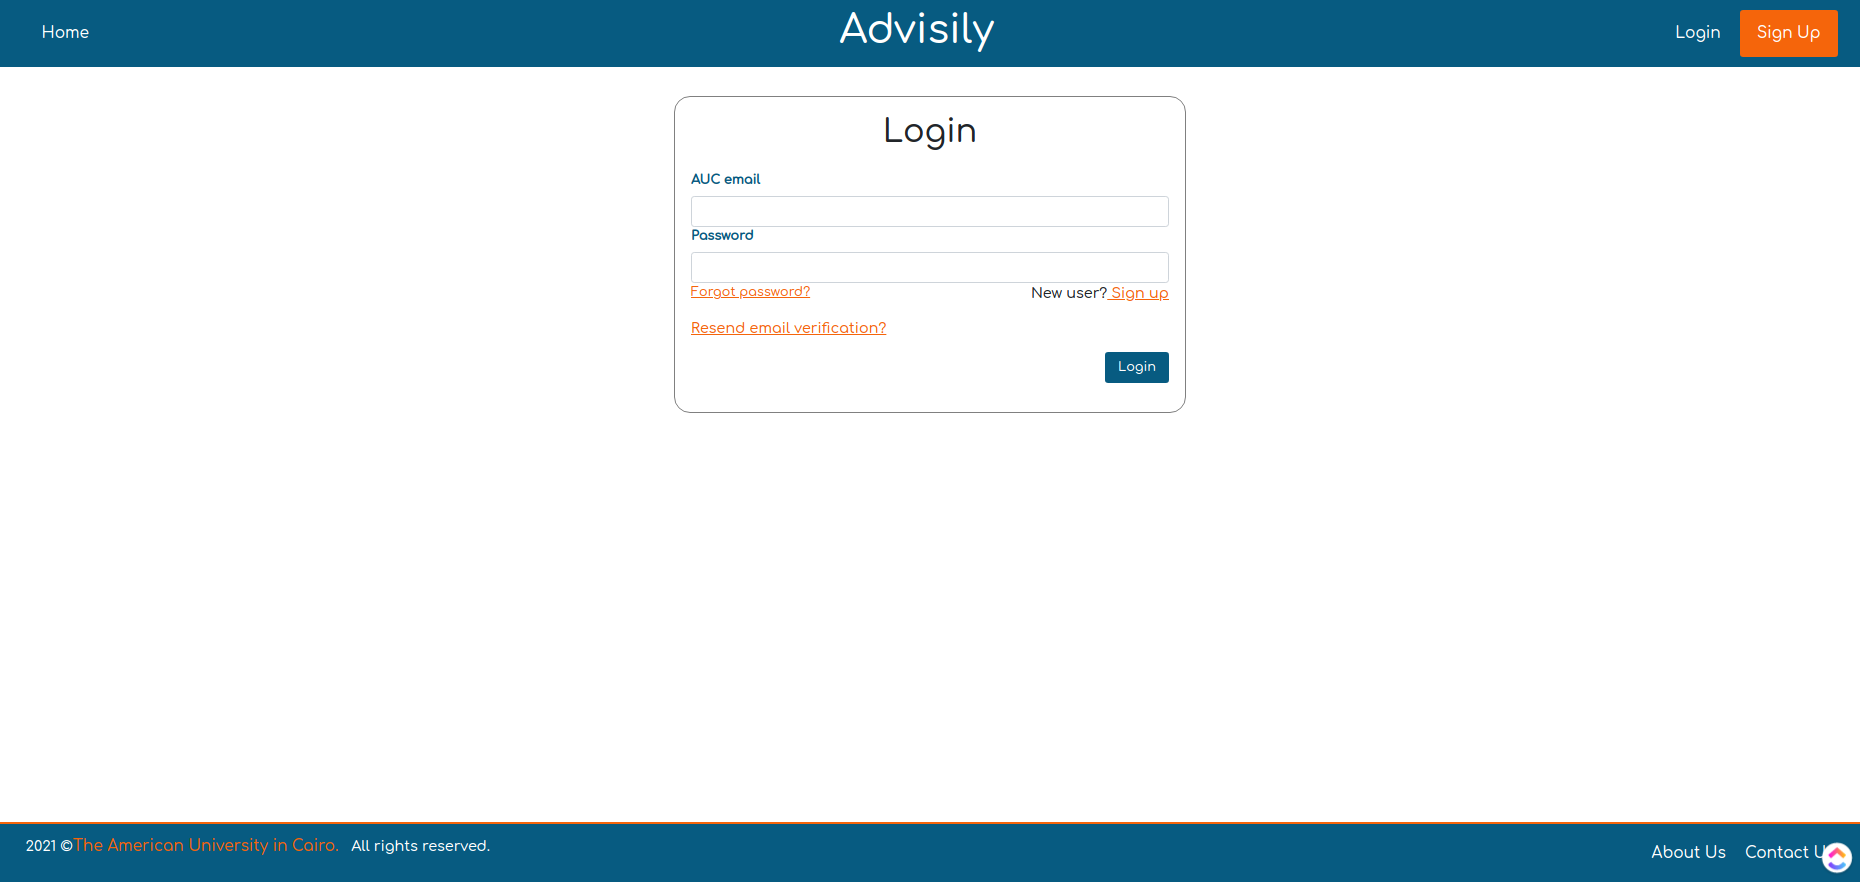 Home
Advisily
Login
Sign Up
Login
AUC email
Password
Forgot password?
New user? Sign up
Resend email verification?
Login
2021 ©The American University in Cairo. All rights reserved.
About Us
Contact